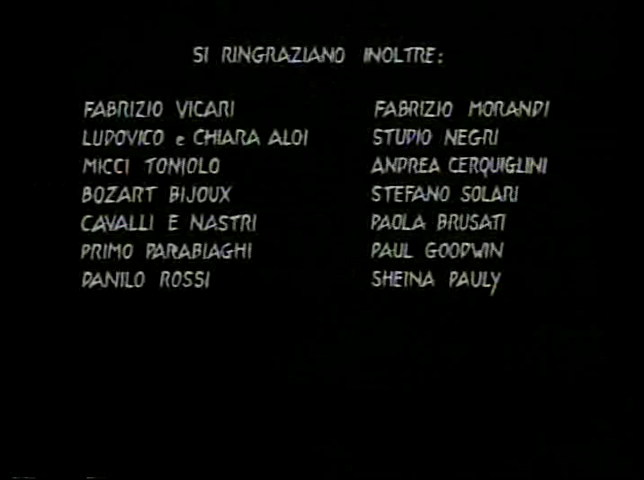 SI RINGRAZIANO INOLTRE:
FABRIZIO VICARI
LUDOVICO e CHIARA ALOI
MICCI TONIOLO
BOZART BIJOUX
CAVALLI E NASTRI
PRIMO PARABIAGHI
DANILO ROSSI
FABRIZIO MORANDI
STUDIO NEGRI
ANDREA CERQUIGLINI
STEFANO SOLARI
PAOLA BRUSATI
PAUL GOODWIN
SHEINA PAULY